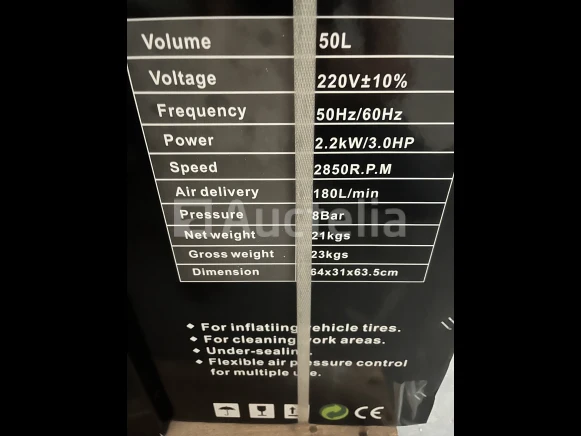 Volume 50L
Voltage 220V±10%
Frequency 50Hz/60Hz
Power 2.2kW/3.0HP
Speed 2850R.P.M
Air delivery 180L/min
Auctelia
Pressure 8Bar
Net weight 21kgs
Gross weight 23kgs
Dimension 64x31x63.5cm
◆ For inflatiing vehicle tires.
◆ For cleaning work areas.
◆ Under-sealing.
◆ Flexible air pressure control
for multiple use.
CE